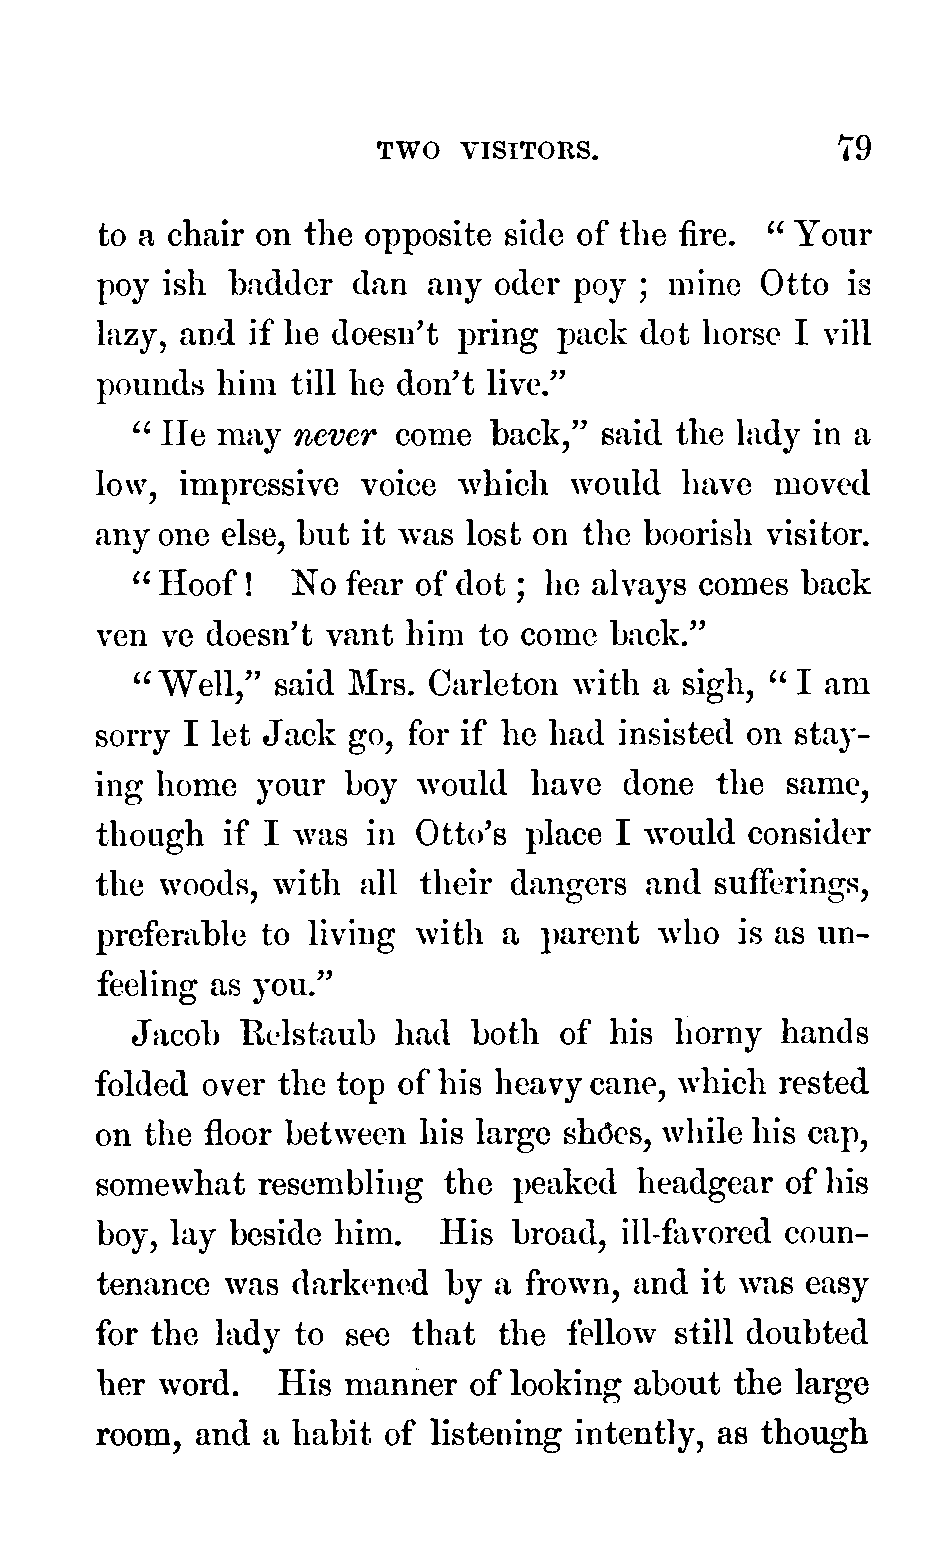 TWO VISITORS. 79
to a chair on the opposite side of the fire. “ Your
poy ish badder dan any oder poy ; mine Otto is
lazy, and if he doesn’t pring pack dot horse I vill
pounds him till he don’t live.”
“ He may never come back,” said the lady in a
low, impressive voice which would have moved
any one else, but it was lost on the boorish visitor.
“ Hoof ! No fear of dot ; he alvays comes back
ven ve doesn’t vant him to come back.”
“ Well,” said Mrs. Carleton with a sigh, “ I am
sorry I let Jack go, for if he had insisted on stay-
ing home your boy would have done the same,
though if I was in Otto’s place I would consider
the woods, with all their dangers and sufferings,
preferable to living with a parent who is as un-
feeling as you.”
Jacob Relstaub had both of his horny hands
folded over the top of his heavy cane, which rested
on the floor between his large shoes, while his cap,
somewhat resembling the peaked headgear of his
boy, lay beside him. His broad, ill-favored coun-
tenance was darkened by a frown, and it was easy
for the lady to see that the fellow still doubted
her word. His manner of looking about the large
room, and a habit of listening intently, as though